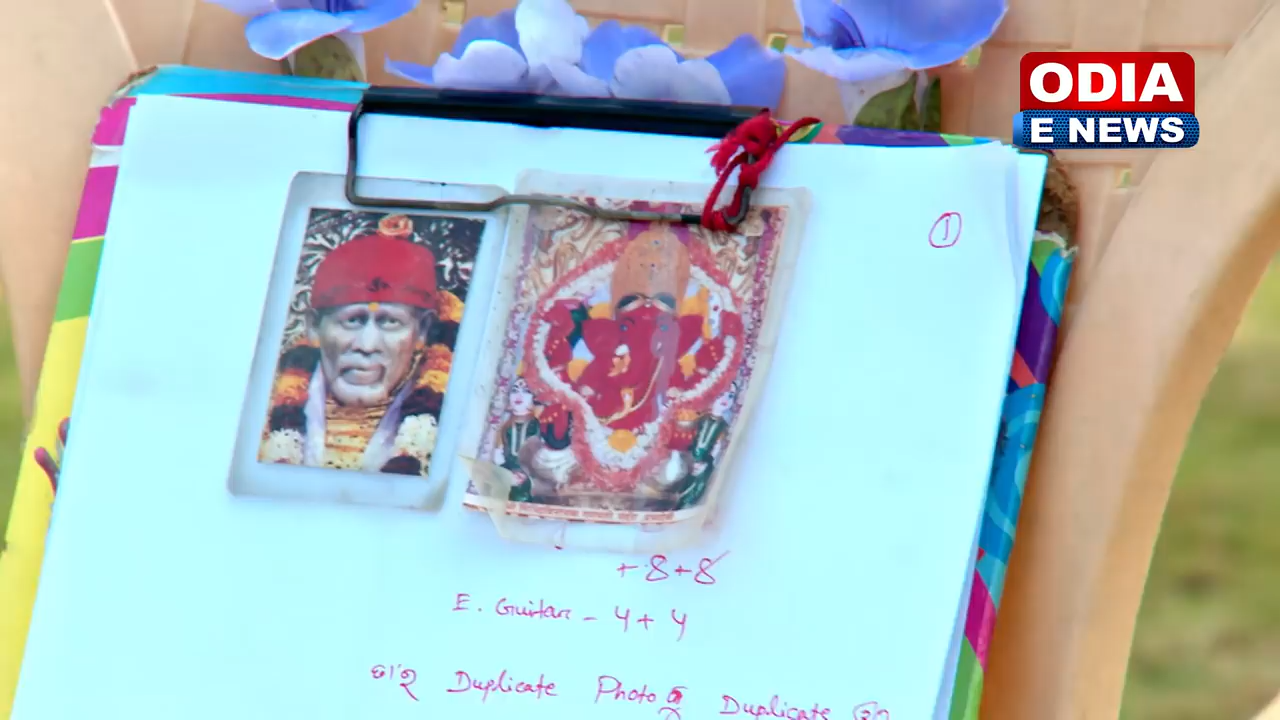 ODIA
E NEWS
1
+8+8
E. Guitar - 4+4
Duplicate Photo Duplicate